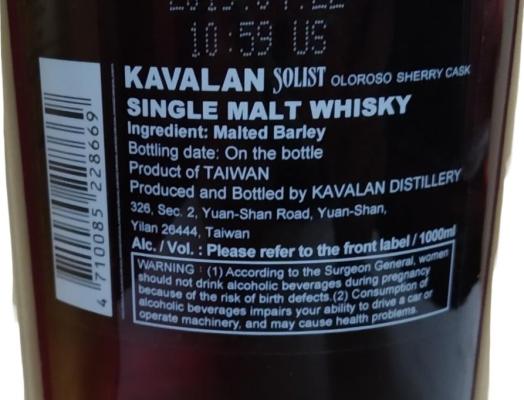 10:59 US
KAVALAN SOLIST OLOROSO SHERRY CASK
SINGLE MALT WHISKY
Ingredient: Malted Barley
Bottling date: On the bottle
Product of TAIWAN
Produced and Bottled by KAVALAN DISTILLERY
326, Sec. 2, Yuan-Shan Road, Yuan-Shan,
Yilan 26444, Taiwan
Alc. / Vol. : Please refer to the front label / 1000ml
WARNING : (1) According to the Surgeon General, women
should not drink alcoholic beverages during pregnancy
because of the risk of birth defects.(2) Consumption of
alcoholic beverages impairs your ability to drive a car or
operate machinery, and may cause health problems.
4 710085 228669